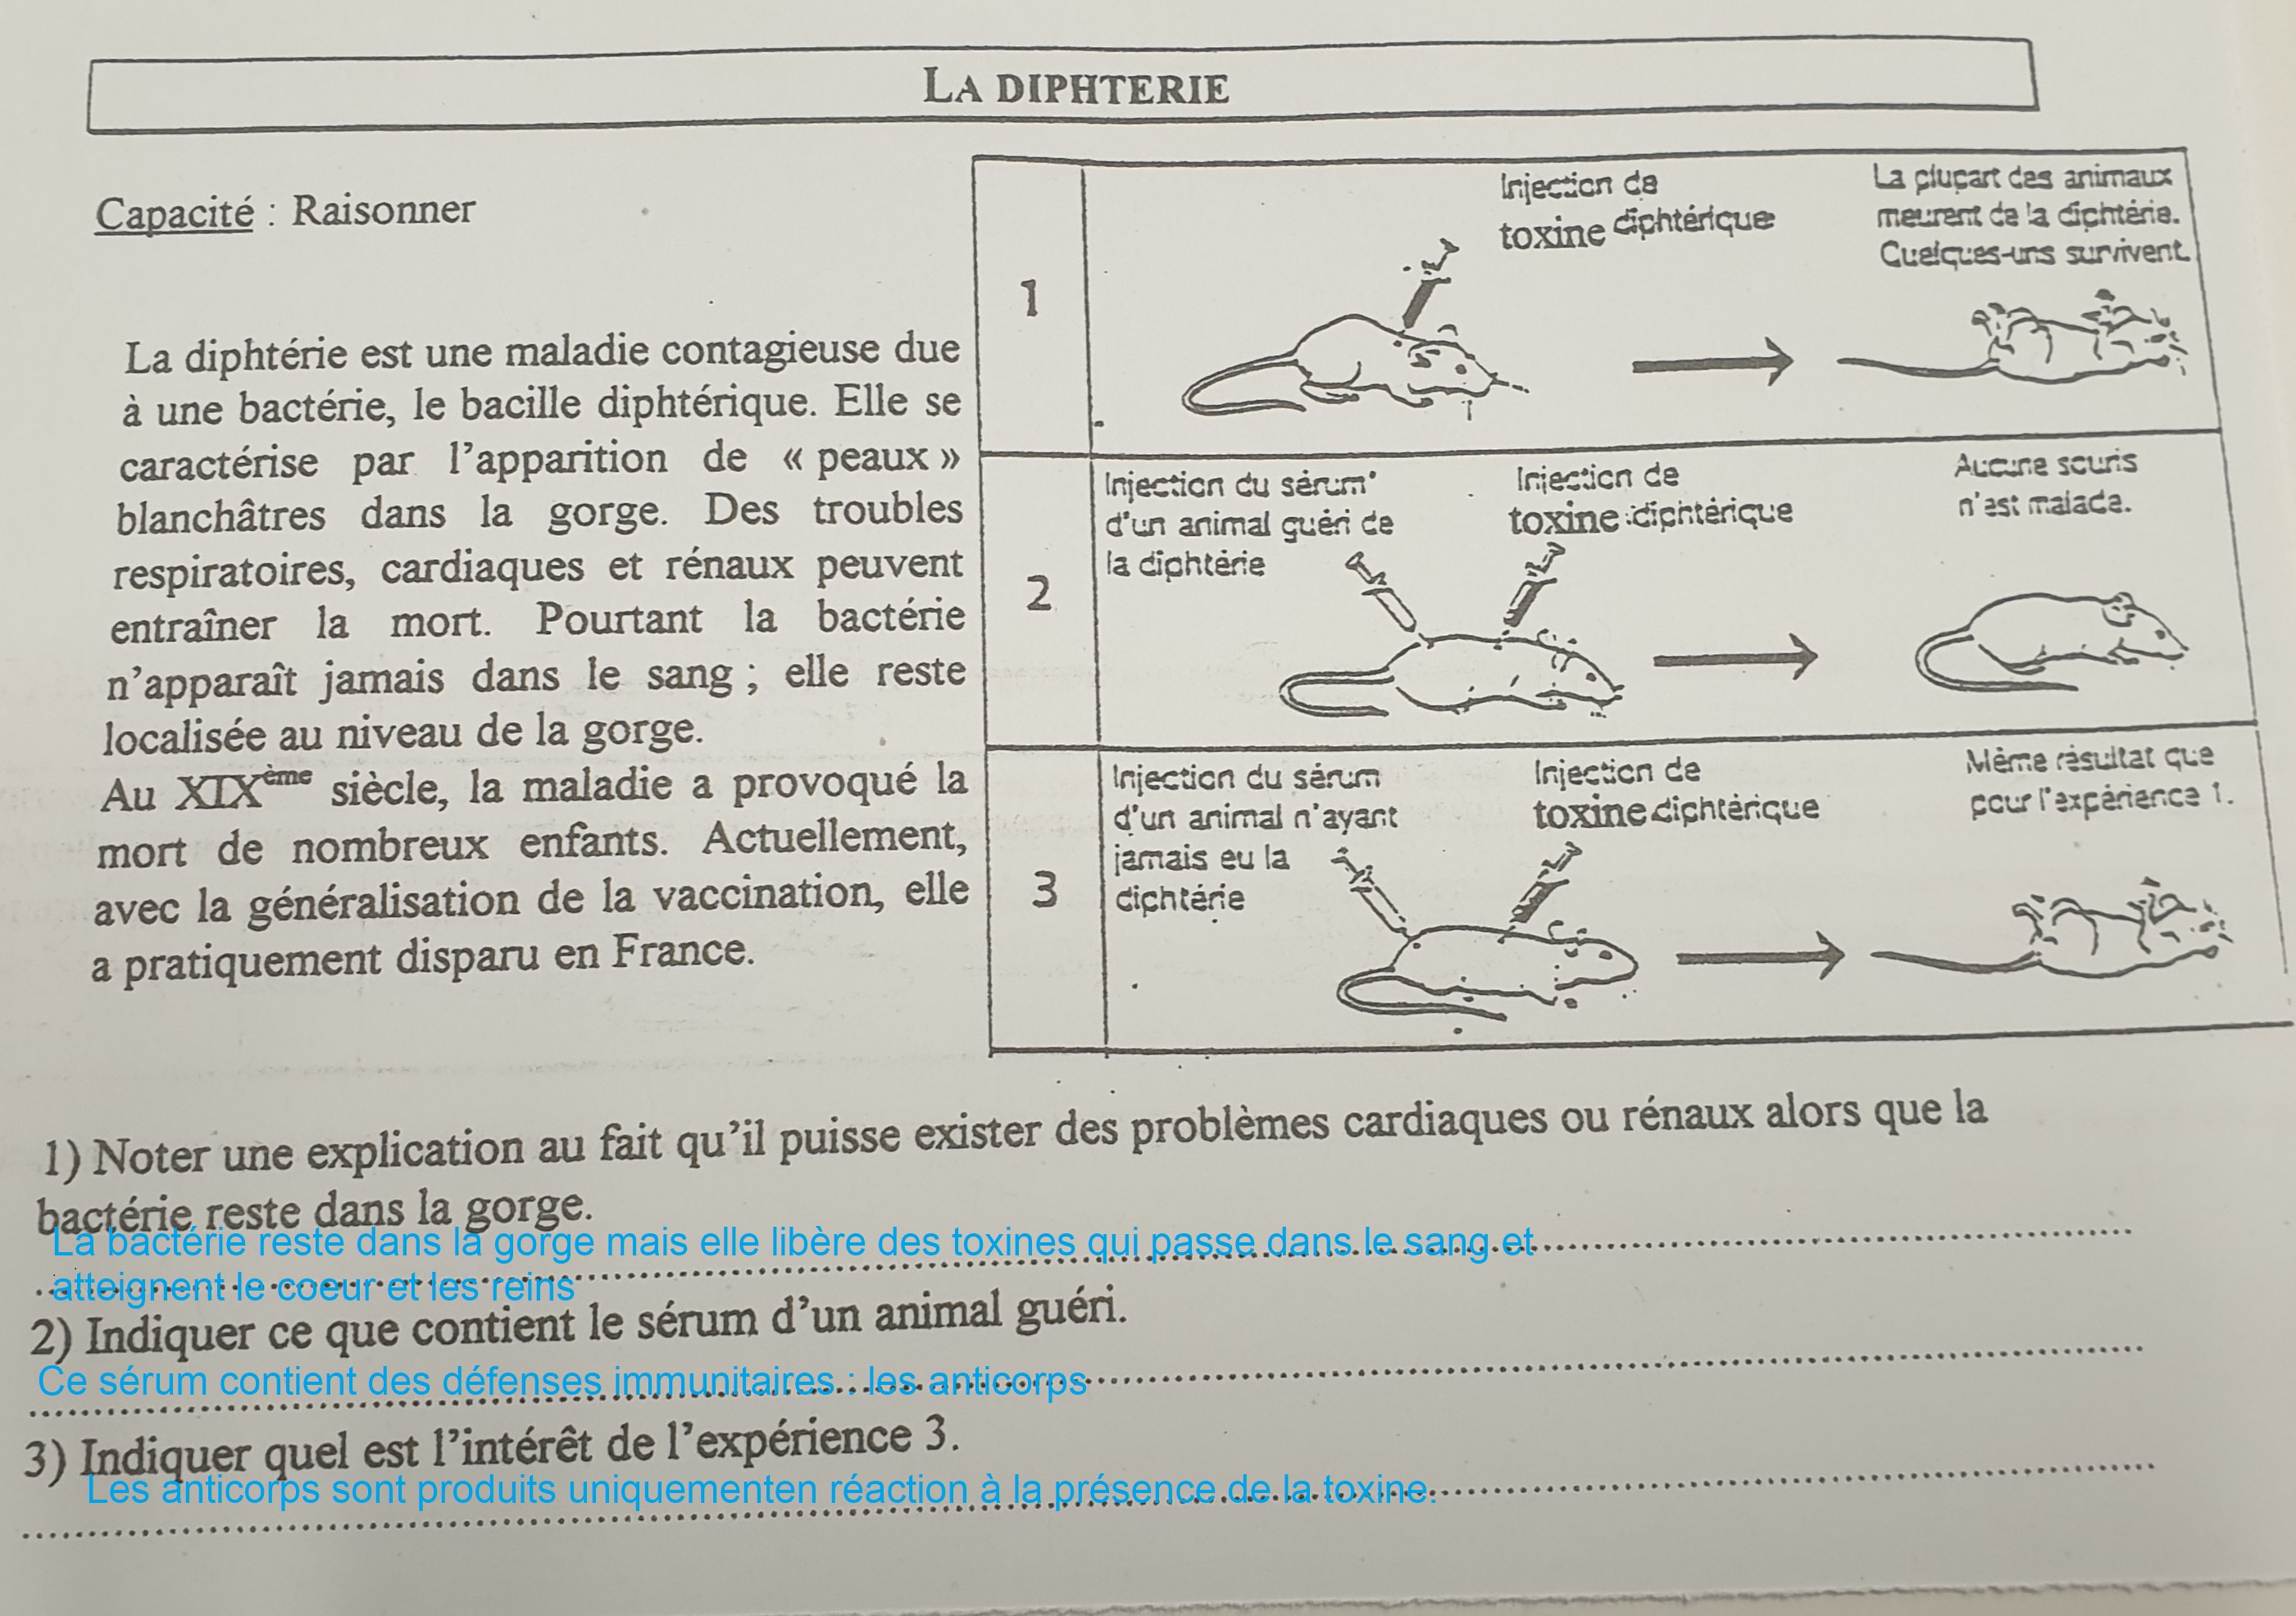 LA DIPHTERIE
Capacité : Raisonner
La diphtérie est une maladie contagieuse due
à une bactérie, le bacille diphtérique. Elle se
caractérise par l'apparition de « peaux »
blanchâtres dans la gorge. Des troubles
respiratoires, cardiaques et rénaux peuvent
entraîner la mort. Pourtant la bactérie
n'apparaît jamais dans le sang ; elle reste
localisée au niveau de la gorge.
Au XIXème siècle, la maladie a provoqué la
mort de nombreux enfants. Actuellement,
avec la généralisation de la vaccination, elle
a pratiquement disparu en France.
1
Injection de
toxine diphtérique
La plupart des animaux
meurent de la diphtérie.
Quelques-uns survivent.
2
Injection du sérum*
d'un animal guéri de
la diphtérie
Injection de
toxine diphtérique
Aucune souris
n'est malade.
3
Injection du sérum
d'un animal n'ayant
jamais eu la
diphtérie
Injection de
toxine diphtérique
Même résultat que
pour l'expérience 1.
1) Noter une explication au fait qu'il puisse exister des problèmes cardiaques ou rénaux alors que la
bactérie reste dans la gorge.
La bactérie reste dans la gorge mais elle libère des toxines qui passe dans le sang et
atteignent le coeur et les reins
2) Indiquer ce que contient le sérum d'un animal guéri.
Ce sérum contient des défenses immunitaires : les anticorps
3) Indiquer quel est l'intérêt de l'expérience 3.
Les anticorps sont produits uniquementen réaction à la présence de la toxine.